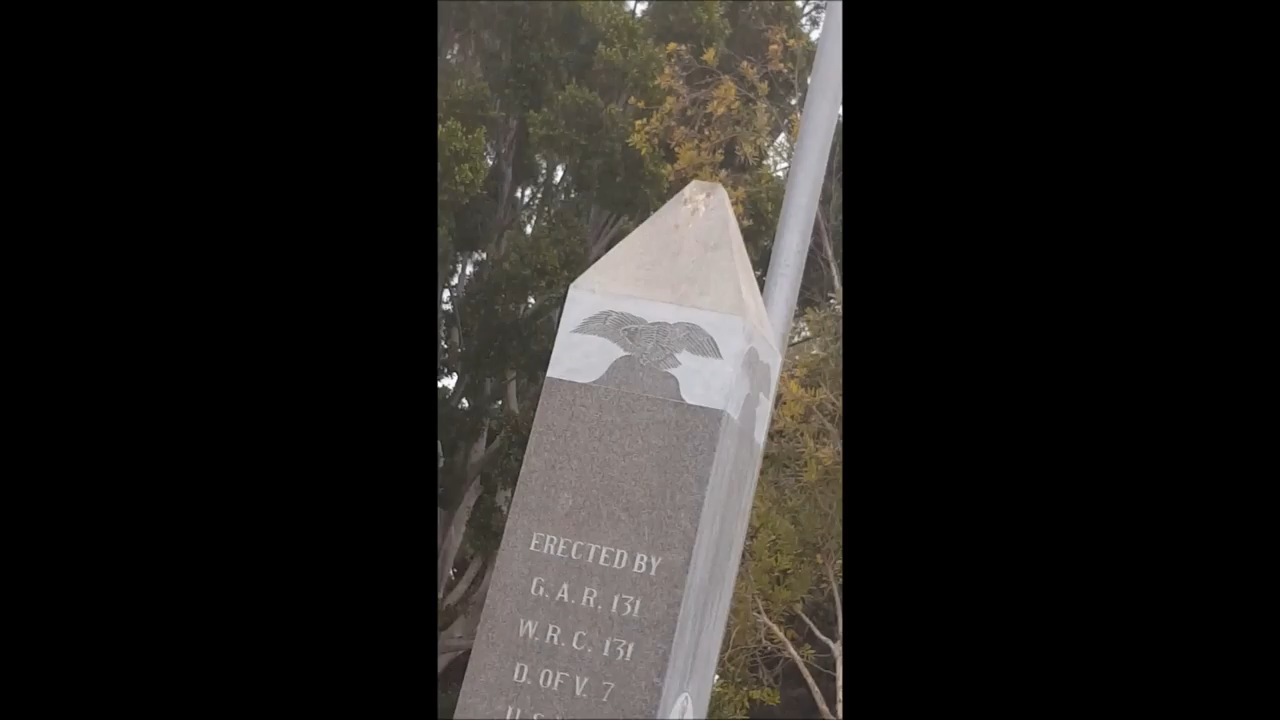 ERECTED BY
G. A. R. 131
W. R. C. 131
D. OF V. 7